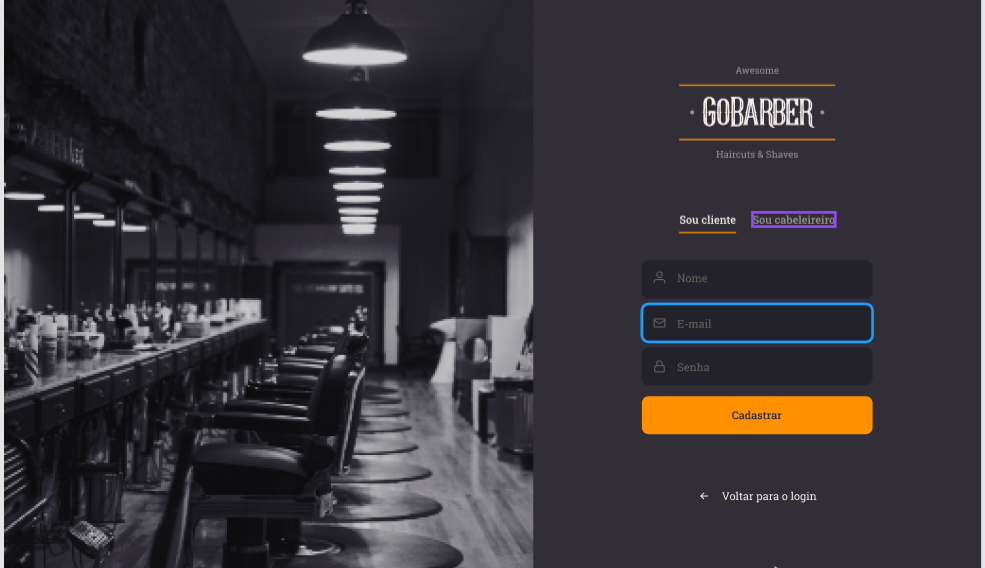 Awesome
GOBARBER
Haircuts & Shaves
Sou cliente Sou cabeleireiro
Nome
E-mail
Senha
Cadastrar
Voltar para o login